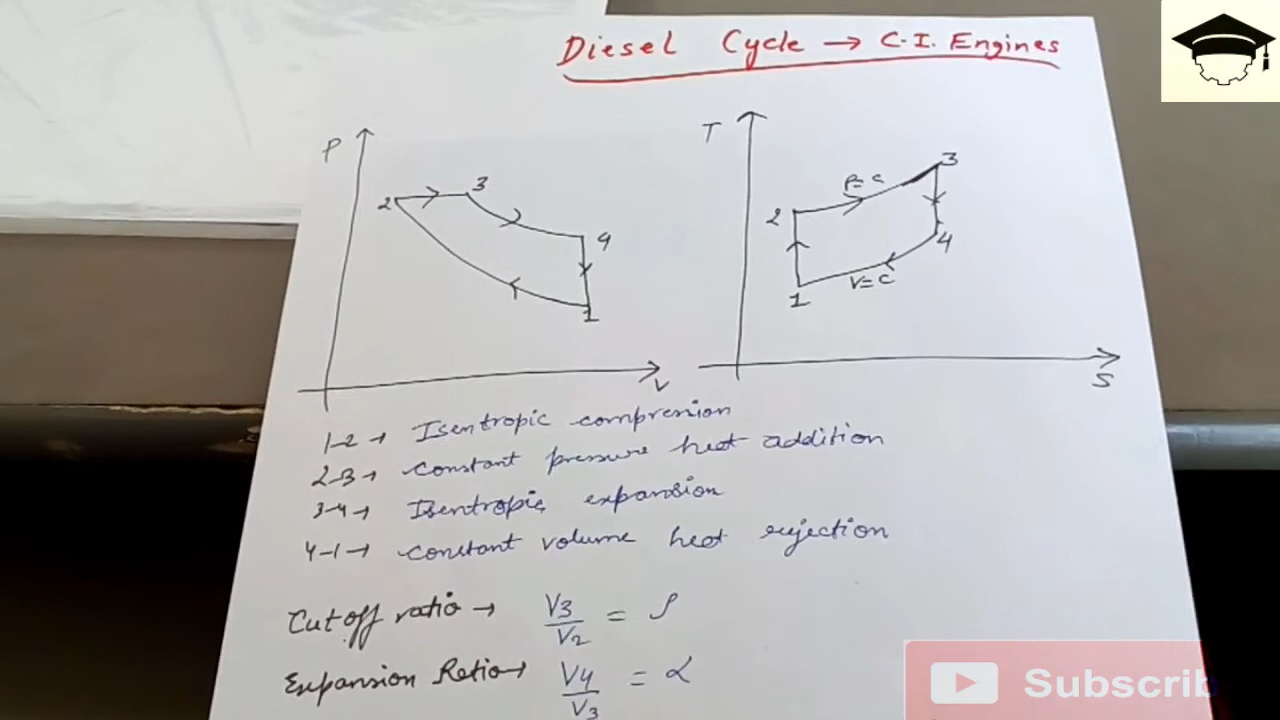 Diesel Cycle → C.I. Engines
P
2
3
4
1
V
T
P=C
3
2
4
V=C
1
S
1-2 → Isentropic compression
2-3 → Constant pressure heat addition
3-4 → Isentropic expansion
4-1 → Constant volume heat rejection
Cutoff ratio → V3/V2 = ρ
Expansion Ratio → V4/V3 = α
Subscrib